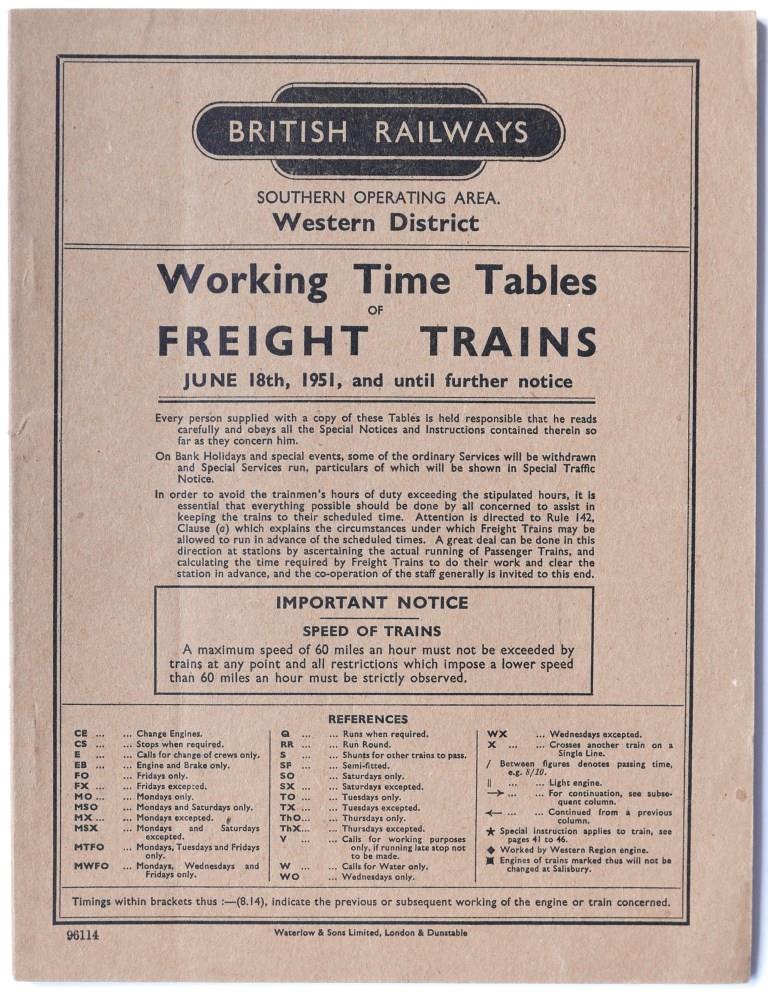 BRITISH RAILWAYS
SOUTHERN OPERATING AREA.
Western District
Working Time Tables
OF
FREIGHT TRAINS
JUNE 18th, 1951, and until further notice
Every person supplied with a copy of these Tables is held responsible that he reads
carefully and obeys all the Special Notices and Instructions contained therein so
far as they concern him.
On Bank Holidays and special events, some of the ordinary Services will be withdrawn
and Special Services run, particulars of which will be shown in Special Traffic
Notice.
In order to avoid the trainmen's hours of duty exceeding the stipulated hours, it is
essential that everything possible should be done by all concerned to assist in
keeping the trains to their scheduled time. Attention is directed to Rule 142,
Clause (a) which explains the circumstances under which Freight Trains may be
allowed to run in advance of the scheduled times. A great deal can be done in this
direction at stations by ascertaining the actual running of Passenger Trains, and
calculating the time required by Freight Trains to do their work and clear the
station in advance, and the co-operation of the staff generally is invited to this end.
IMPORTANT NOTICE
SPEED OF TRAINS
A maximum speed of 60 miles an hour must not be exceeded by
trains at any point and all restrictions which impose a lower speed
than 60 miles an hour must be strictly observed.
REFERENCES
CE ... ... Change Engines.
CS ... ... Stops when required.
E ... ... Calls for change of crews only.
EB ... ... Engine and Brake only.
FO ... Fridays only.
FX ... ... Fridays excepted.
MO ... ... Mondays only.
MSO ... Mondays and Saturdays only.
MX ... ... Mondays excepted.
MSX ... Mondays and Saturdays
excepted.
MTFO ... Mondays, Tuesdays and Fridays
only.
MWFO ... Mondays, Wednesdays and
Fridays only.
Q ... ... Runs when required.
RR ... ... Run Round.
S ... ... Shunts for other trains to pass.
SF ... ... Semi-fitted.
SO ... Saturdays only.
SX ... ... Saturdays excepted.
TO ... ... Tuesdays only.
TX ... ... Tuesdays excepted.
ThO... ... Thursdays only.
ThX... ... Thursdays excepted.
V ... ... Calls for working purposes
only, if running late stop not
to be made.
W ... ... Calls for Water only.
WO ... Wednesdays only.
WX ... Wednesdays excepted.
X ... ... Crosses another train on a
Single Line.
/ Between figures denotes passing time,
e.g. 8/10.
|| ... ... Light engine.
→ ... ... For continuation, see subse-
quent column.
← ... ... Continued from a previous
column.
★ Special instruction applies to train, see
pages 41 to 46.
◆ Worked by Western Region engine.
Engines of trains marked thus will not be
changed at Salisbury.
Timings within brackets thus :—(8.14), indicate the previous or subsequent working of the engine or train concerned.
96114
Waterlow & Sons Limited, London & Dunstable